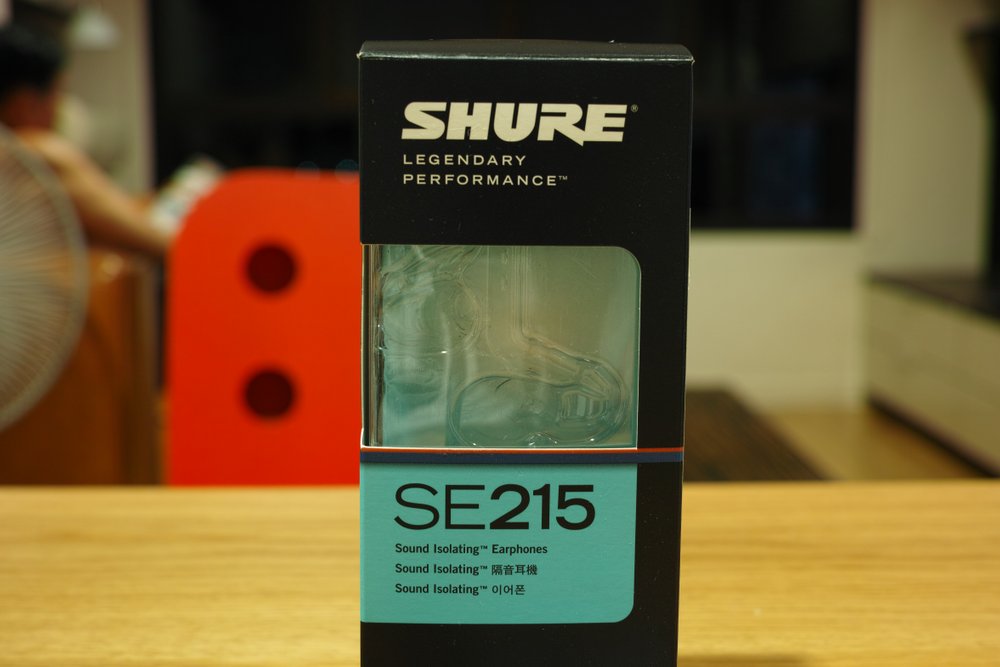 SHURE®
LEGENDARY
PERFORMANCE™
SE215
Sound Isolating™ Earphones
Sound Isolating™ 隔音耳機
Sound Isolating™ 이어폰